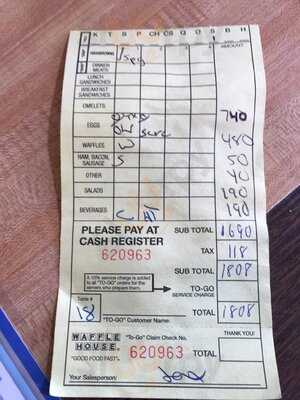 K T S P CH CS Q O S B H
AMOUNT
HASHBROWNS
DINNER
MEATS
LUNCH
SANDWICHES
BREAKFAST
SANDWICHES
OMELETS
EGGS 740
OW scrc
WAFFLES W 480
HAM, BACON,
SAUSAGE S 50
OTHER 40
SALADS 190
BEVERAGES C 190
PLEASE PAY AT
CASH REGISTER
SUB TOTAL 1690
620963 TAX 118
SUB TOTAL 1808
A 10% service charge is added
to all "TO-GO" orders for the
servers who prepare them.
TO-GO
SERVICE CHARGE
Table #
18 "TO-GO" Customer Name: TOTAL 1808
WAFFLE
HOUSE
"GOOD FOOD FAST"
"To-Go" Claim Check No.
620963
THANK YOU!
TOTAL
Your Salesperson: